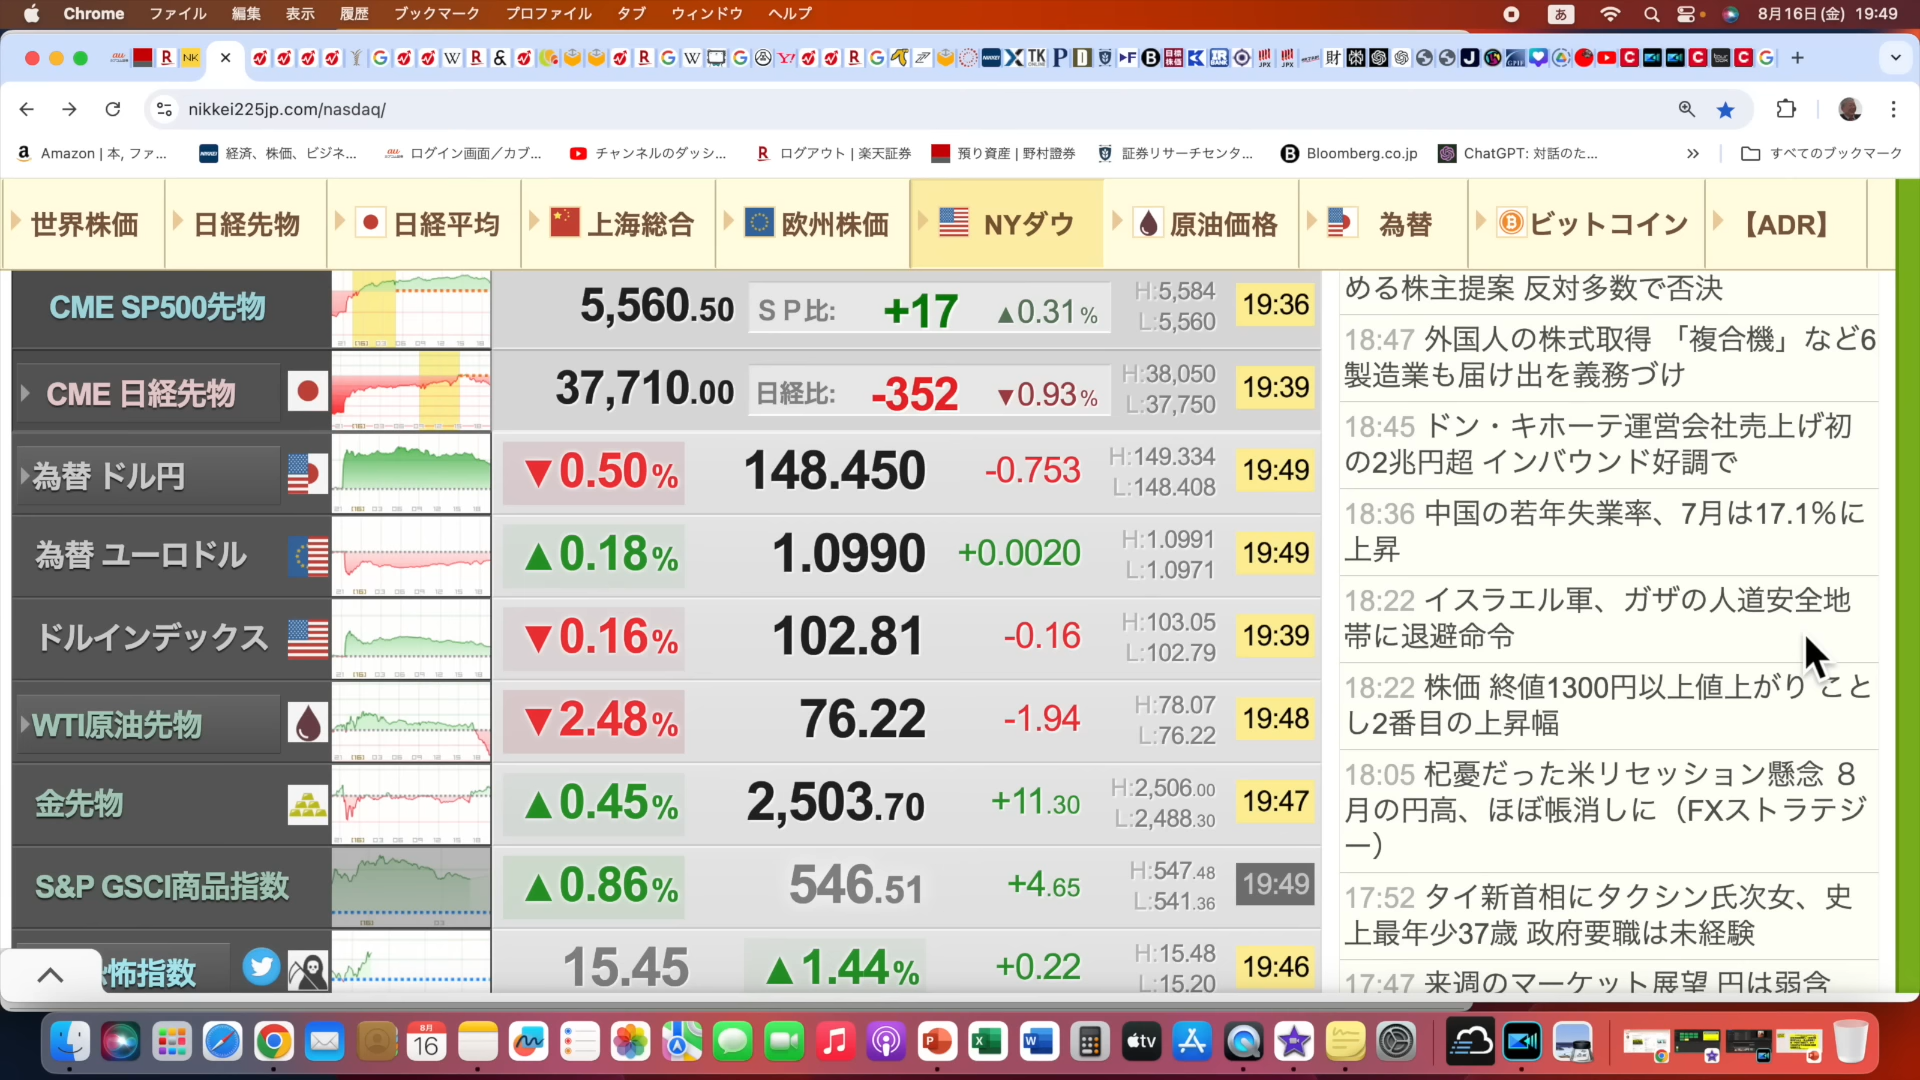 Chrome ファイル 編集 表示 履歴 ブックマーク プロファイル タブ ウィンドウ ヘルプ あ 8月16日(金) 19:49
nikkei225jp.com/nasdaq/
Amazon | 本, ファ... 経済、株価、ビジネ... ログイン画面／カブ... チャンネルのダッシ... ログアウト | 楽天証券 預り資産 | 野村證券 証券リサーチセンタ... Bloomberg.co.jp ChatGPT: 対話のた... すべてのブックマーク
世界株価 日経先物 日経平均 上海総合 欧州株価 NYダウ 原油価格 為替 ビットコイン 【ADR】
CME SP500先物 5,560.50 ＳＰ比: +17 ▲0.31% H:5,584 L:5,560 19:36
CME 日経先物 37,710.00 日経比: -352 ▼0.93% H:38,050 L:37,750 19:39
為替 ドル円 ▼0.50% 148.450 -0.753 H:149.334 L:148.408 19:49
為替 ユーロドル ▲0.18% 1.0990 +0.0020 H:1.0991 L:1.0971 19:49
ドルインデックス ▼0.16% 102.81 -0.16 H:103.05 L:102.79 19:39
WTI原油先物 ▼2.48% 76.22 -1.94 H:78.07 L:76.22 19:48
金先物 ▲0.45% 2,503.70 +11.30 H:2,506.00 L:2,488.30 19:47
S&P GSCI商品指数 ▲0.86% 546.51 +4.65 H:547.48 L:541.36 19:49
怖指数 15.45 ▲1.44% +0.22 H:15.48 L:15.20 19:46
める株主提案 反対多数で否決
18:47 外国人の株式取得 「複合機」など6
製造業も届け出を義務づけ
18:45 ドン・キホーテ運営会社売上げ初
の2兆円超 インバウンド好調で
18:36 中国の若年失業率、7月は17.1%に
上昇
18:22 イスラエル軍、ガザの人道安全地
帯に退避命令
18:22 株価 終値1300円以上値上がり こと
し2番目の上昇幅
18:05 杞憂だった米リセッション懸念 ８
月の円高、ほぼ帳消しに（FXストラテジ
ー）
17:52 タイ新首相にタクシン氏次女、史
上最年少37歳 政府要職は未経験
17:47 来週のマーケット展望 円は弱含
8月
16
tv